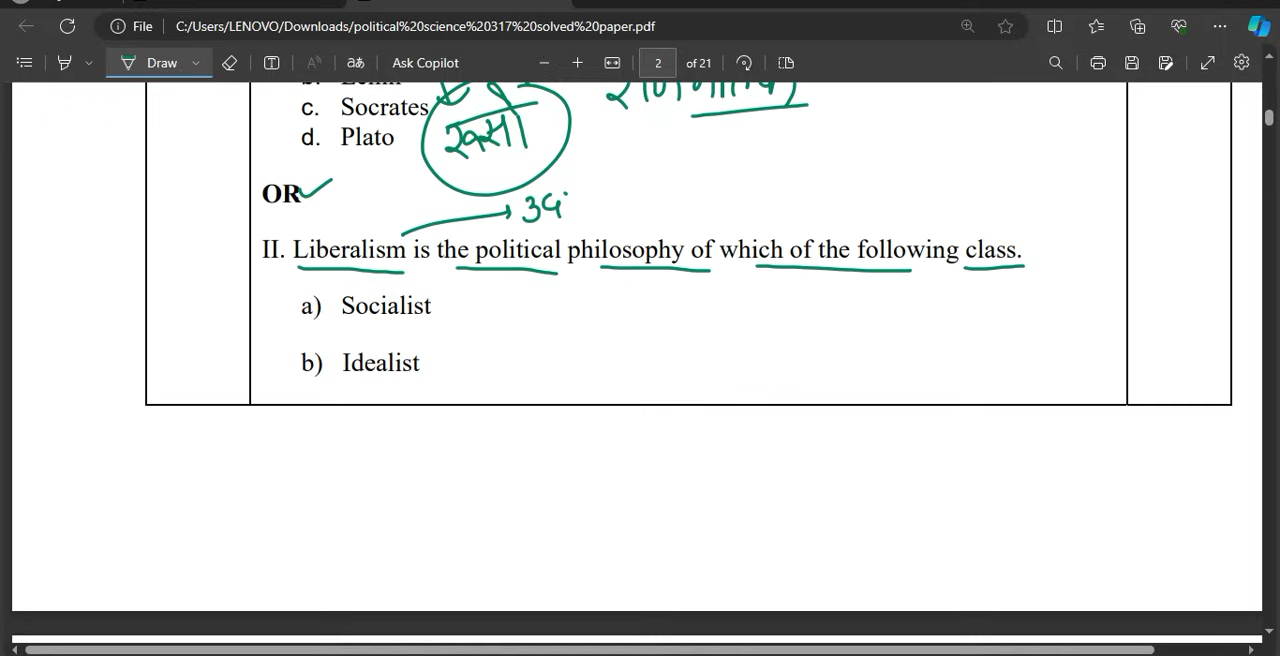 File C:/Users/LENOVO/Downloads/political%20science%20317%20solved%20paper.pdf
Draw Ask Copilot 2 of 21
c. Socrates
d. Plato
OR
II. Liberalism is the political philosophy of which of the following class.
a) Socialist
b) Idealist